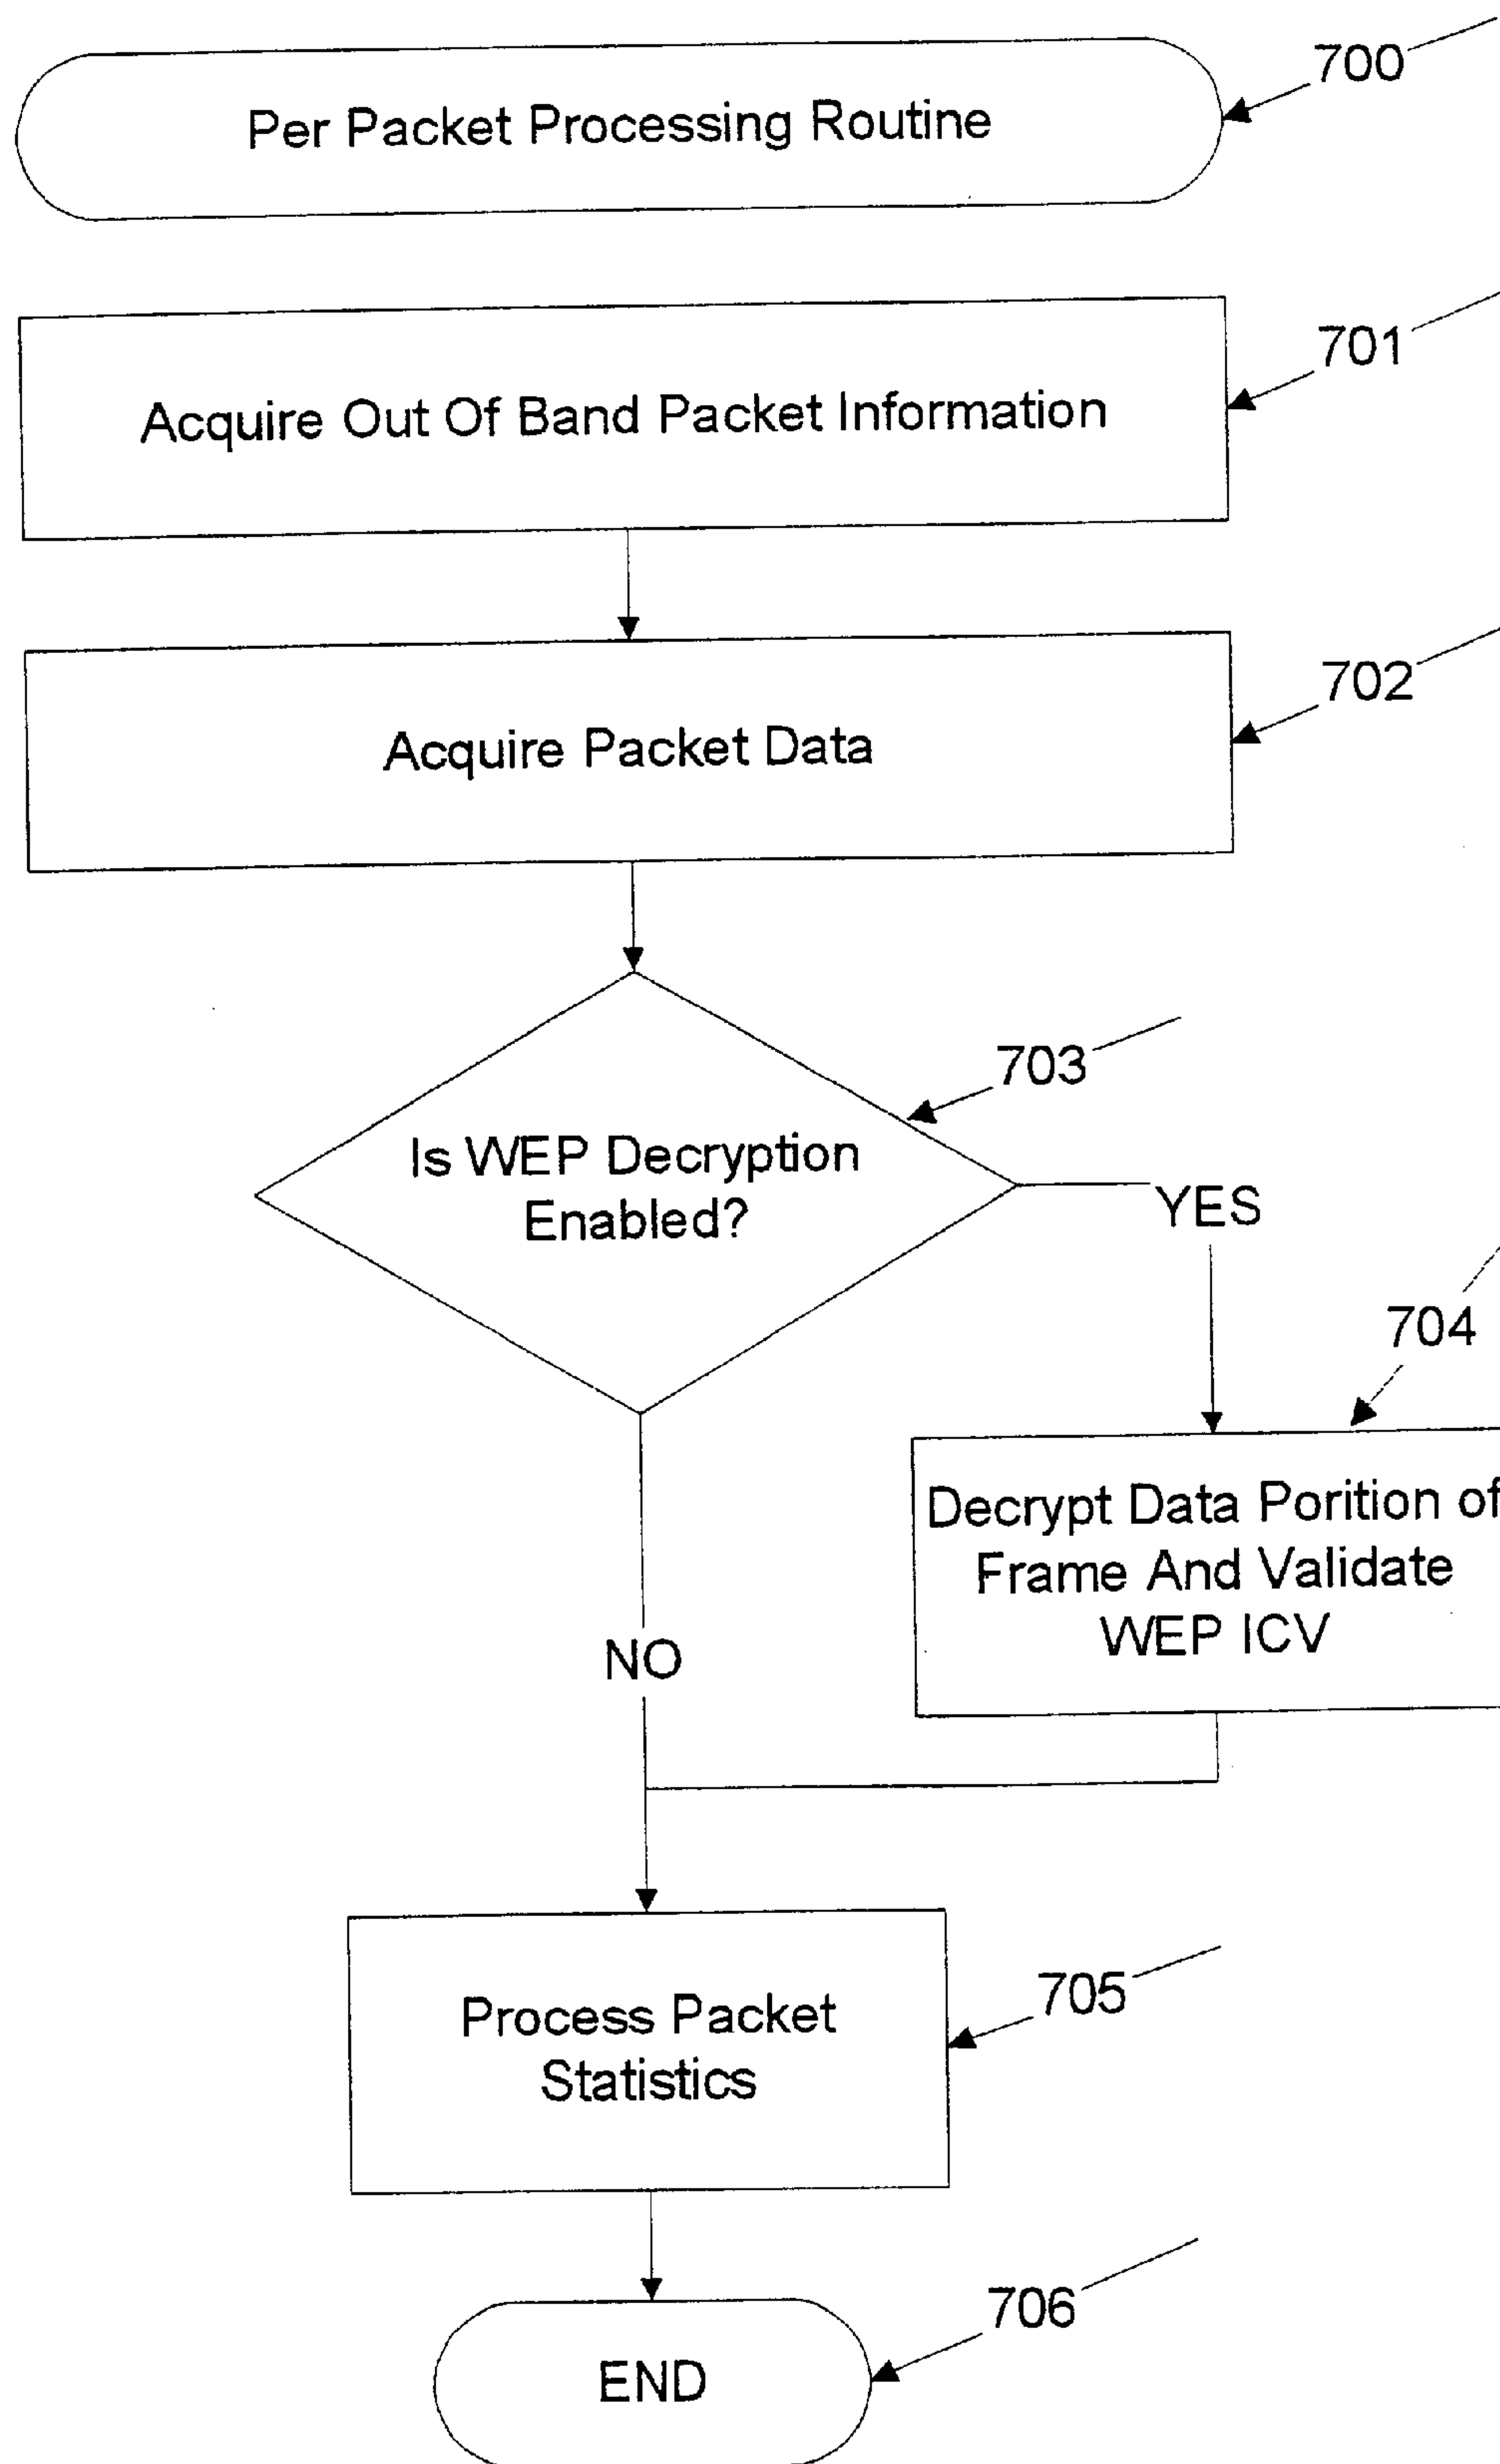 700
Per Packet Processing Routine
701
Acquire Out Of Band Packet Information
702
Acquire Packet Data
703
Is WEP Decryption
Enabled?
YES
704
Decrypt Data Porition of
Frame And Validate
WEP ICV
NO
705
Process Packet
Statistics
706
END